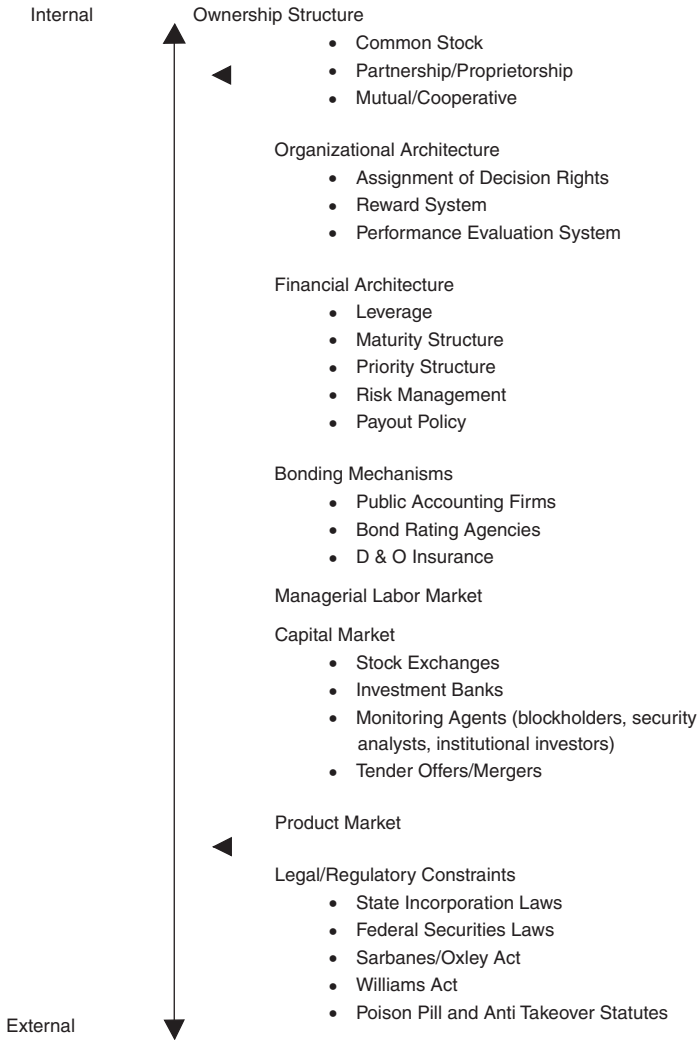 Internal
Ownership Structure
• Common Stock
• Partnership/Proprietorship
• Mutual/Cooperative
Organizational Architecture
• Assignment of Decision Rights
• Reward System
• Performance Evaluation System
Financial Architecture
• Leverage
• Maturity Structure
• Priority Structure
• Risk Management
• Payout Policy
Bonding Mechanisms
• Public Accounting Firms
• Bond Rating Agencies
• D & O Insurance
Managerial Labor Market
Capital Market
• Stock Exchanges
• Investment Banks
• Monitoring Agents (blockholders, security
analysts, institutional investors)
• Tender Offers/Mergers
Product Market
Legal/Regulatory Constraints
• State Incorporation Laws
• Federal Securities Laws
• Sarbanes/Oxley Act
• Williams Act
• Poison Pill and Anti Takeover Statutes
External